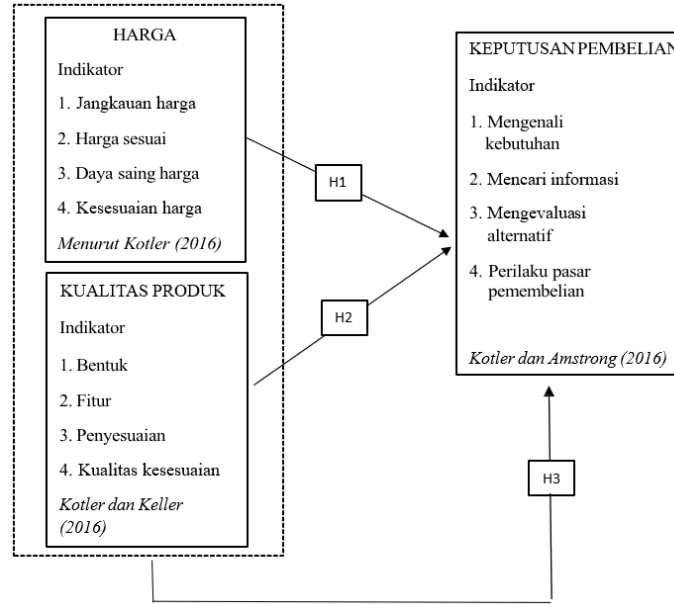 HARGA
Indikator
1. Jangkauan harga
2. Harga sesuai
3. Daya saing harga
4. Kesesuaian harga
Menurut Kotler (2016)
KUALITAS PRODUK
Indikator
1. Bentuk
2. Fitur
3. Penyesuaian
4. Kualitas kesesuaian
Kotler dan Keller
(2016)
H1
H2
KEPUTUSAN PEMBELIAN
Indikator
1. Mengenali
kebutuhan
2. Mencari informasi
3. Mengevaluasi
alternatif
4. Perilaku pasar
pemembelian
Kotler dan Amstrong (2016)
H3